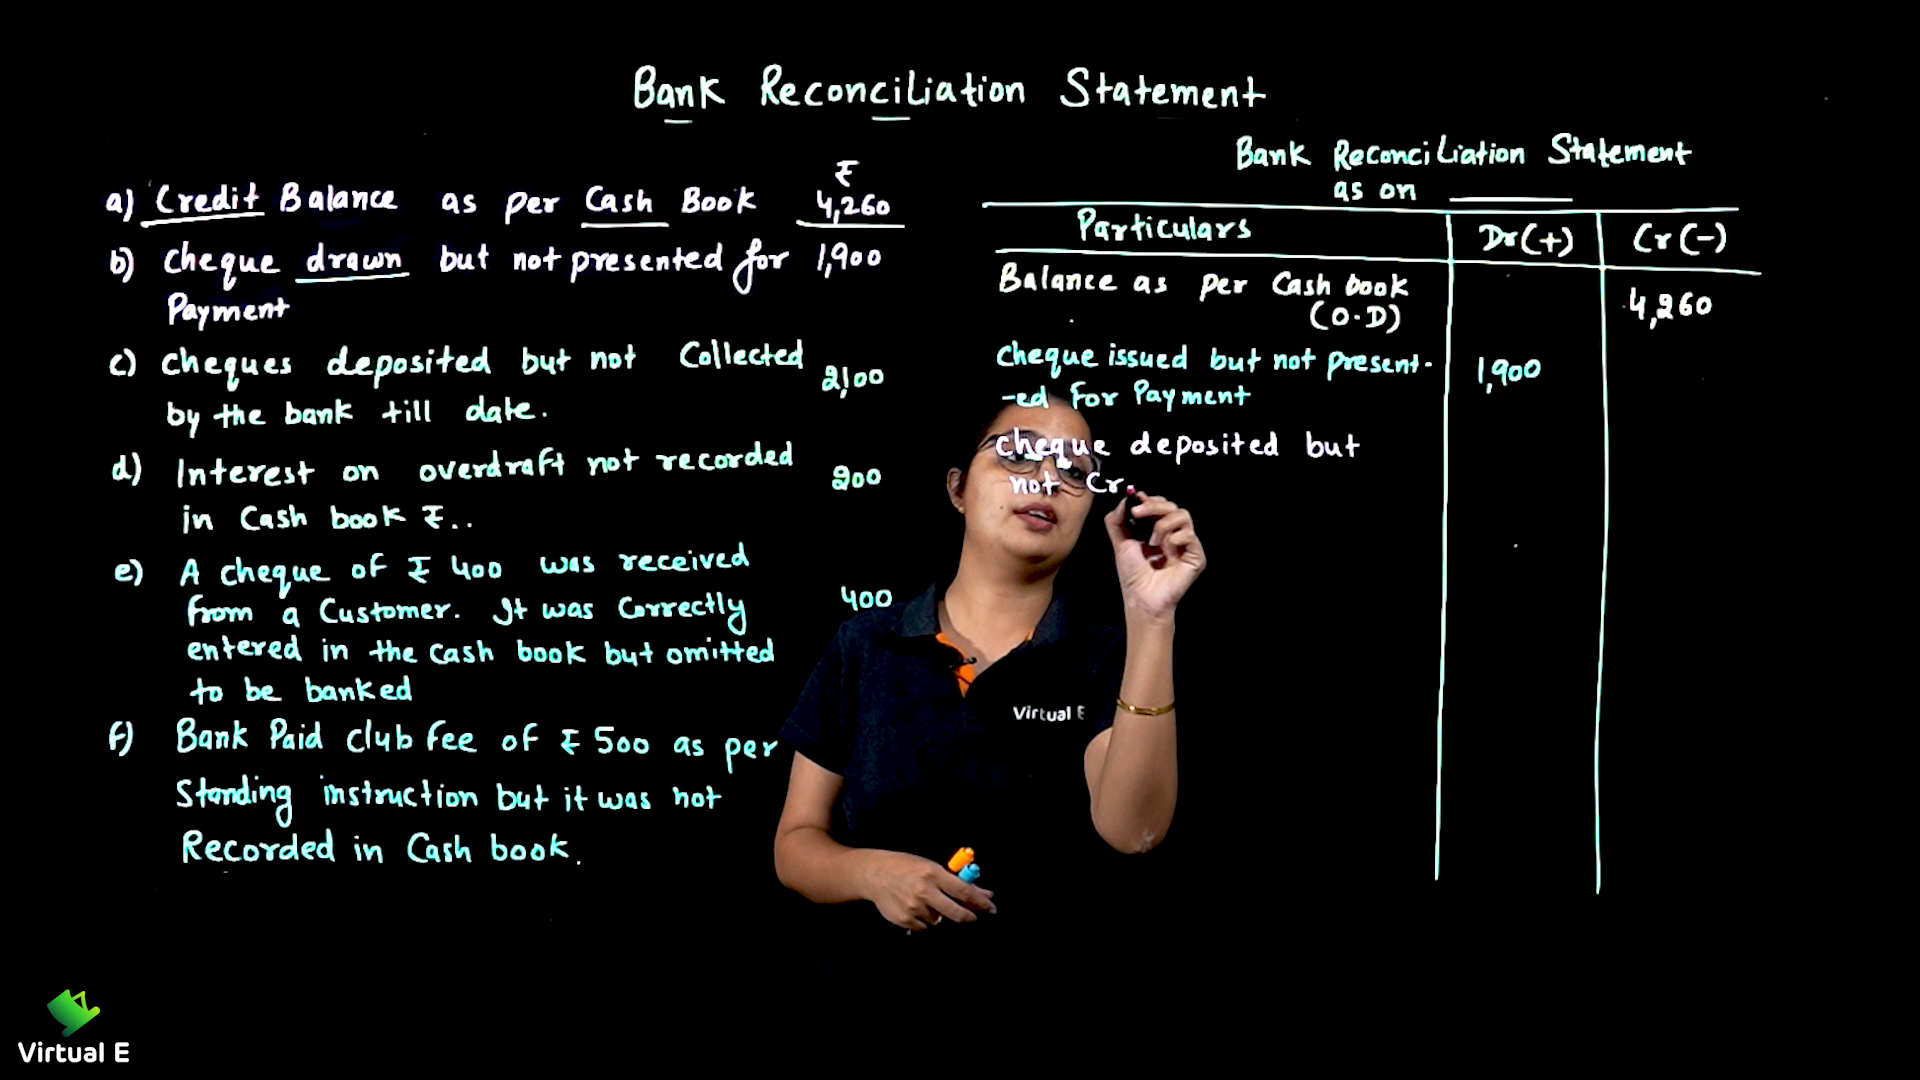 Bank Reconciliation Statement
₹
a) Credit Balance as per Cash Book 4,260
b) Cheque drawn but not presented for 1,900
Payment
c) Cheques deposited but not Collected
2,100
by the bank till date.
d) Interest on overdraft not recorded
200
in Cash book ₹..
e) A cheque of ₹ 400 was received
from a Customer. It was Correctly 400
entered in the Cash book but omitted
to be banked
f) Bank Paid club fee of ₹ 500 as per
Standing instruction but it was not
Recorded in Cash book.
Bank Reconciliation Statement
as on
Particulars Dr(+) Cr(-)
Balance as per Cash book
(O.D) 4,260
Cheque issued but not present-
-ed for Payment 1,900
Cheque deposited but
not Cr
Virtual E
Virtual E